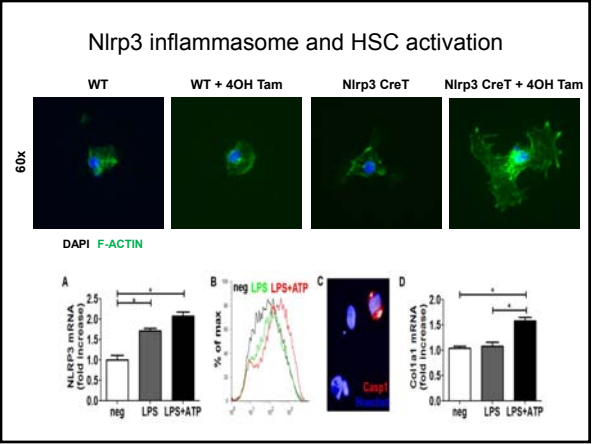 Nlrp3 inflammasome and HSC activation
WT
WT + 4OH Tam
Nlrp3 CreT
Nlrp3 CreT + 4OH Tam
60x
DAPI F-ACTIN
A
NLRP3 mRNA
(fold increase)
2.5
2.0
1.5
1.0
0.5
0.0
*
*
neg LPS LPS+ATP
B
neg LPS LPS+ATP
% of max
C
Casp1
D
Col1a1 mRNA
(fold increase)
2.0
1.5
1.0
0.5
0.0
*
*
neg LPS LPS+ATP